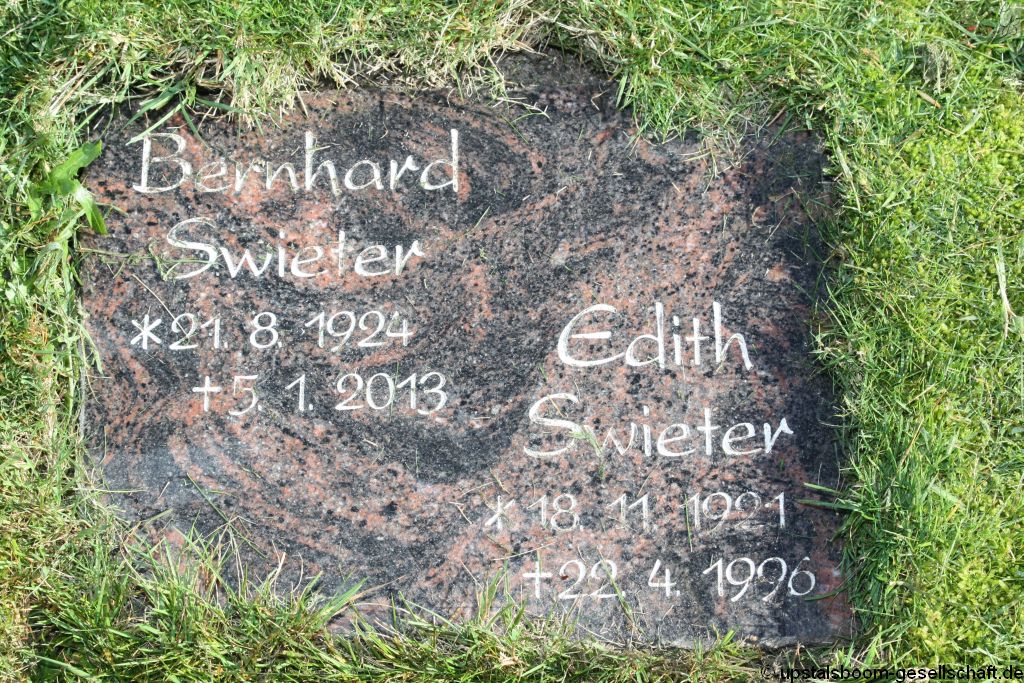 Bernhard
Swieter
*21. 8. 1924
+5. 1. 2013
Edith
Swieter
* 18. 11. 1921
+22. 4. 1996
© upstalsboom-gesellschaft.de